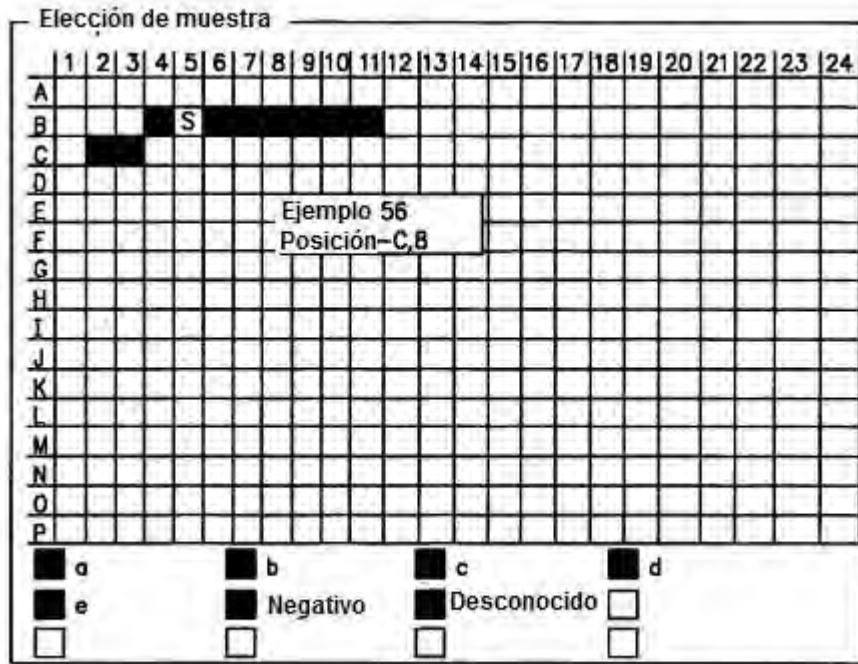 Elección de muestra
1 2 3 4 5 6 7 8 9 10 11 12 13 14 15 16 17 18 19 20 21 22 23 24
A
B S
C
D
E
F
G
H
I
J
K
L
M
N
O
P
Ejemplo 56
Posición-C,8
a b c d
e Negativo Desconocido